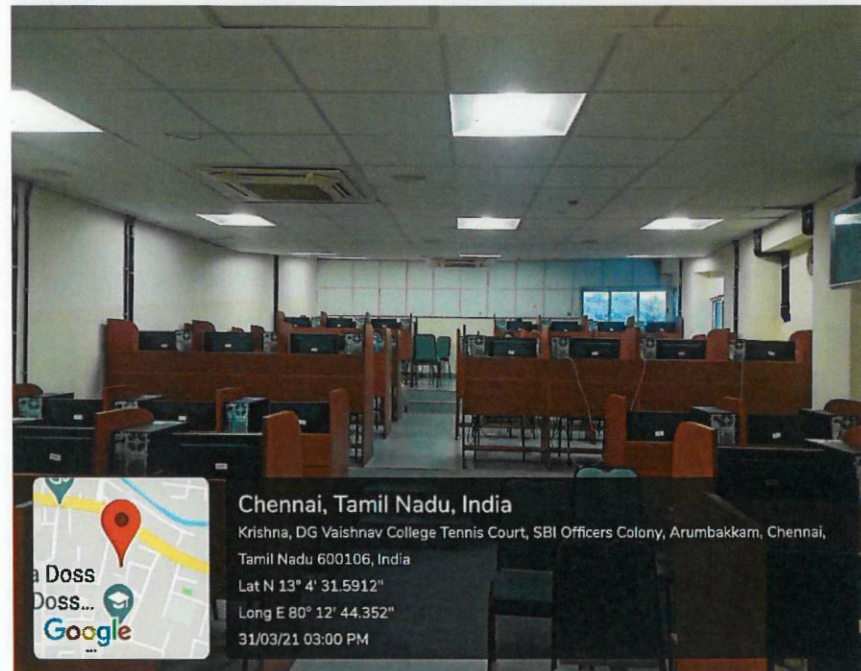 Chennai, Tamil Nadu, India
Krishna, DG Vaishnav College Tennis Court, SBI Officers Colony, Arumbakkam, Chennai,
Tamil Nadu 600106, India
Lat N 13° 4' 31.5912"
Long E 80° 12' 44.352"
31/03/21 03:00 PM
a Doss
Doss...
Google
...